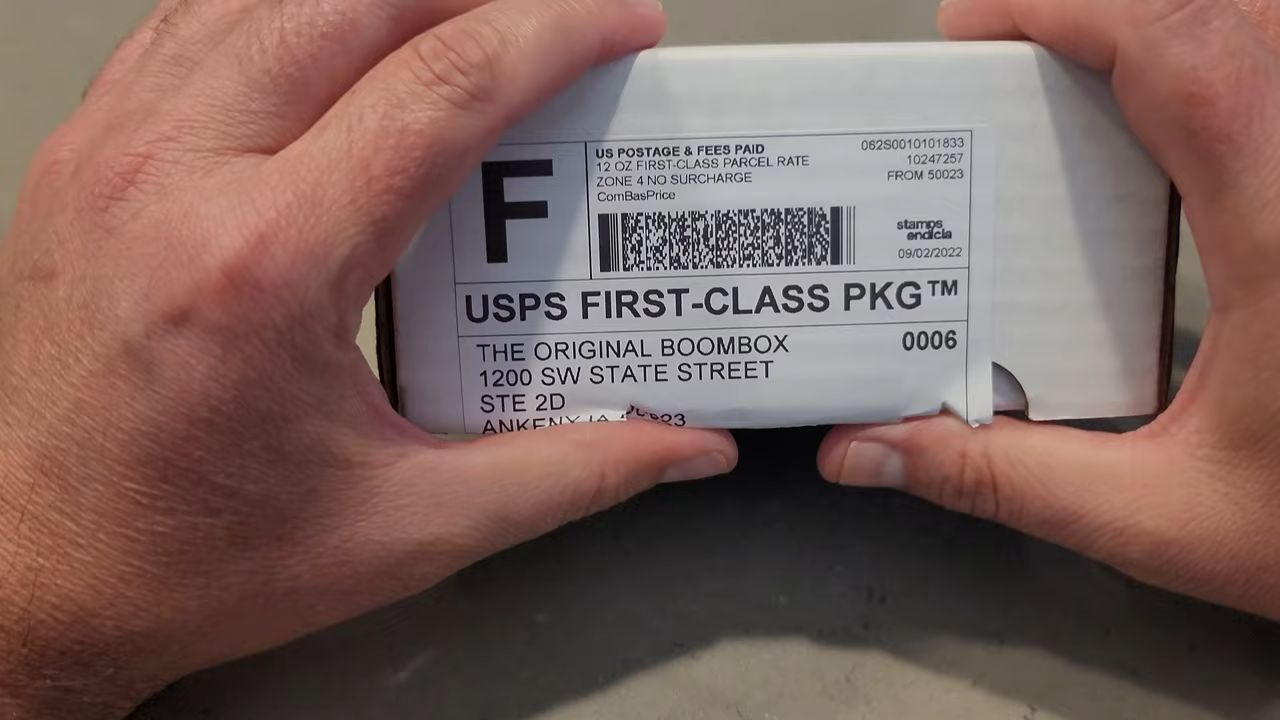 F
US POSTAGE & FEES PAID
12 OZ FIRST-CLASS PARCEL RATE
ZONE 4 NO SURCHARGE
ComBasPrice
062S0010101833
10247257
FROM 50023
stamps
endicia
09/02/2022
USPS FIRST-CLASS PKG™
THE ORIGINAL BOOMBOX
0006
1200 SW STATE STREET
STE 2D
ANKENY IA